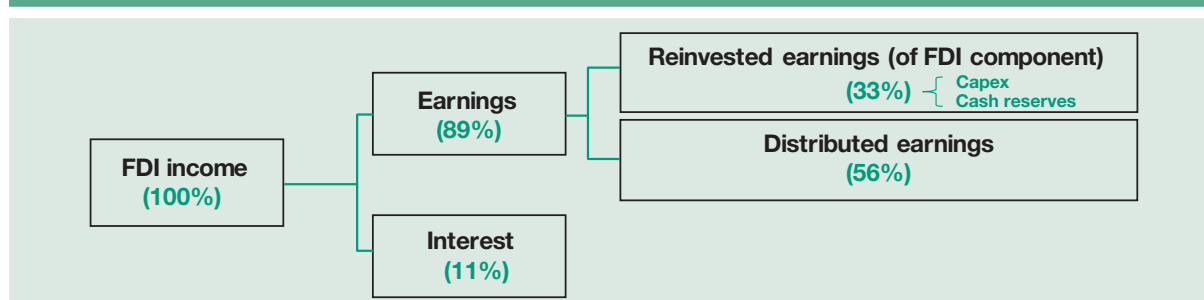 FDI income
(100%)
Earnings
(89%)
Interest
(11%)
Reinvested earnings (of FDI component)
(33%)
Capex
Cash reserves
Distributed earnings
(56%)